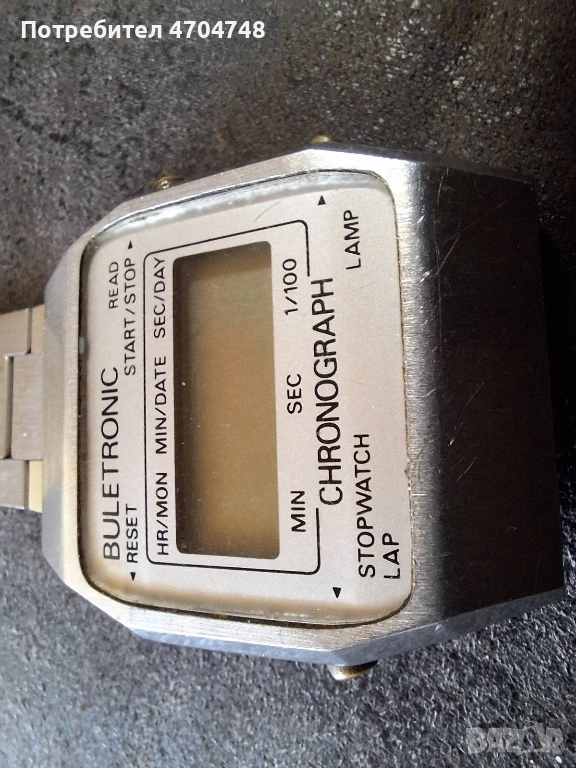 Потребител 4704748
BULETRONIC
RESET READ
START/STOP
HR/MON MIN/DATE SEC/DAY
MIN SEC 1/100
CHRONOGRAPH
STOPWATCH
LAP LAMP
BAZAR